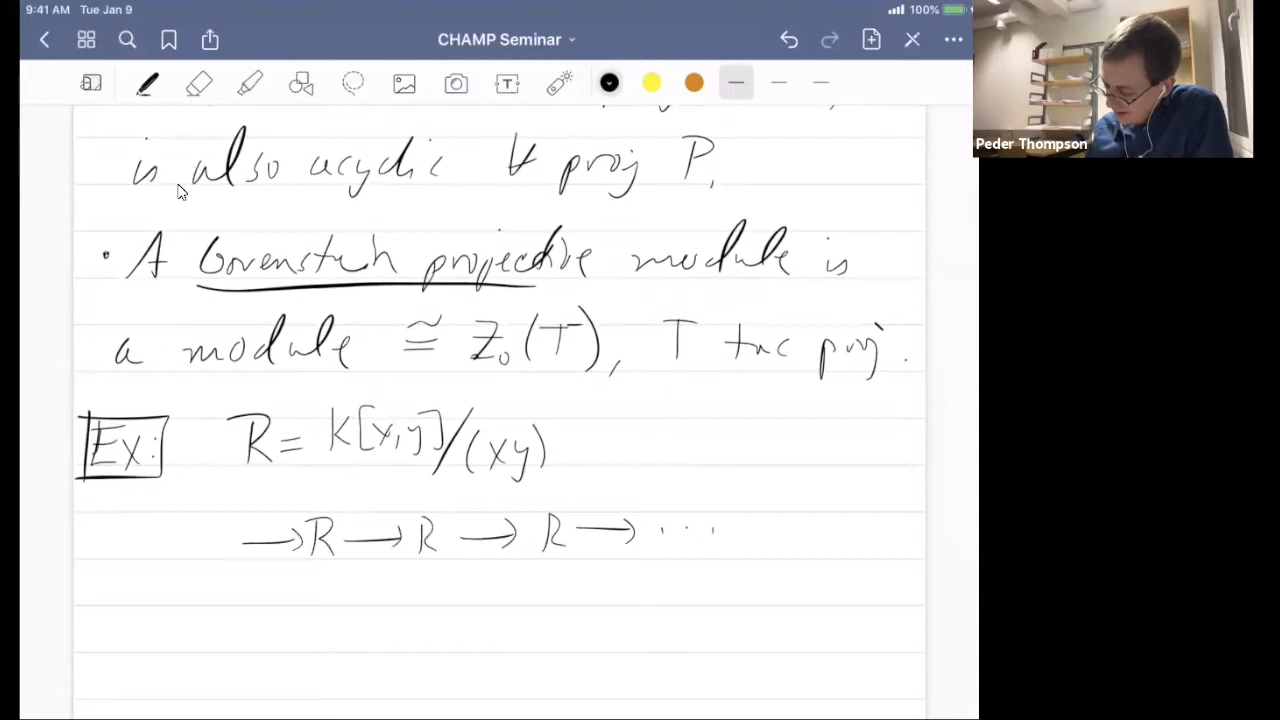 9:41 AM Tue Jan 9
100%
CHAMP Seminar
T
Peder Thompson
is also acyclic ∀ proj P.
• A Gorenstein projective module is
a module ≅ Z₀(T), T tac proj.
Ex: R = k[x,y]/(xy)
→ R → R → R → ...